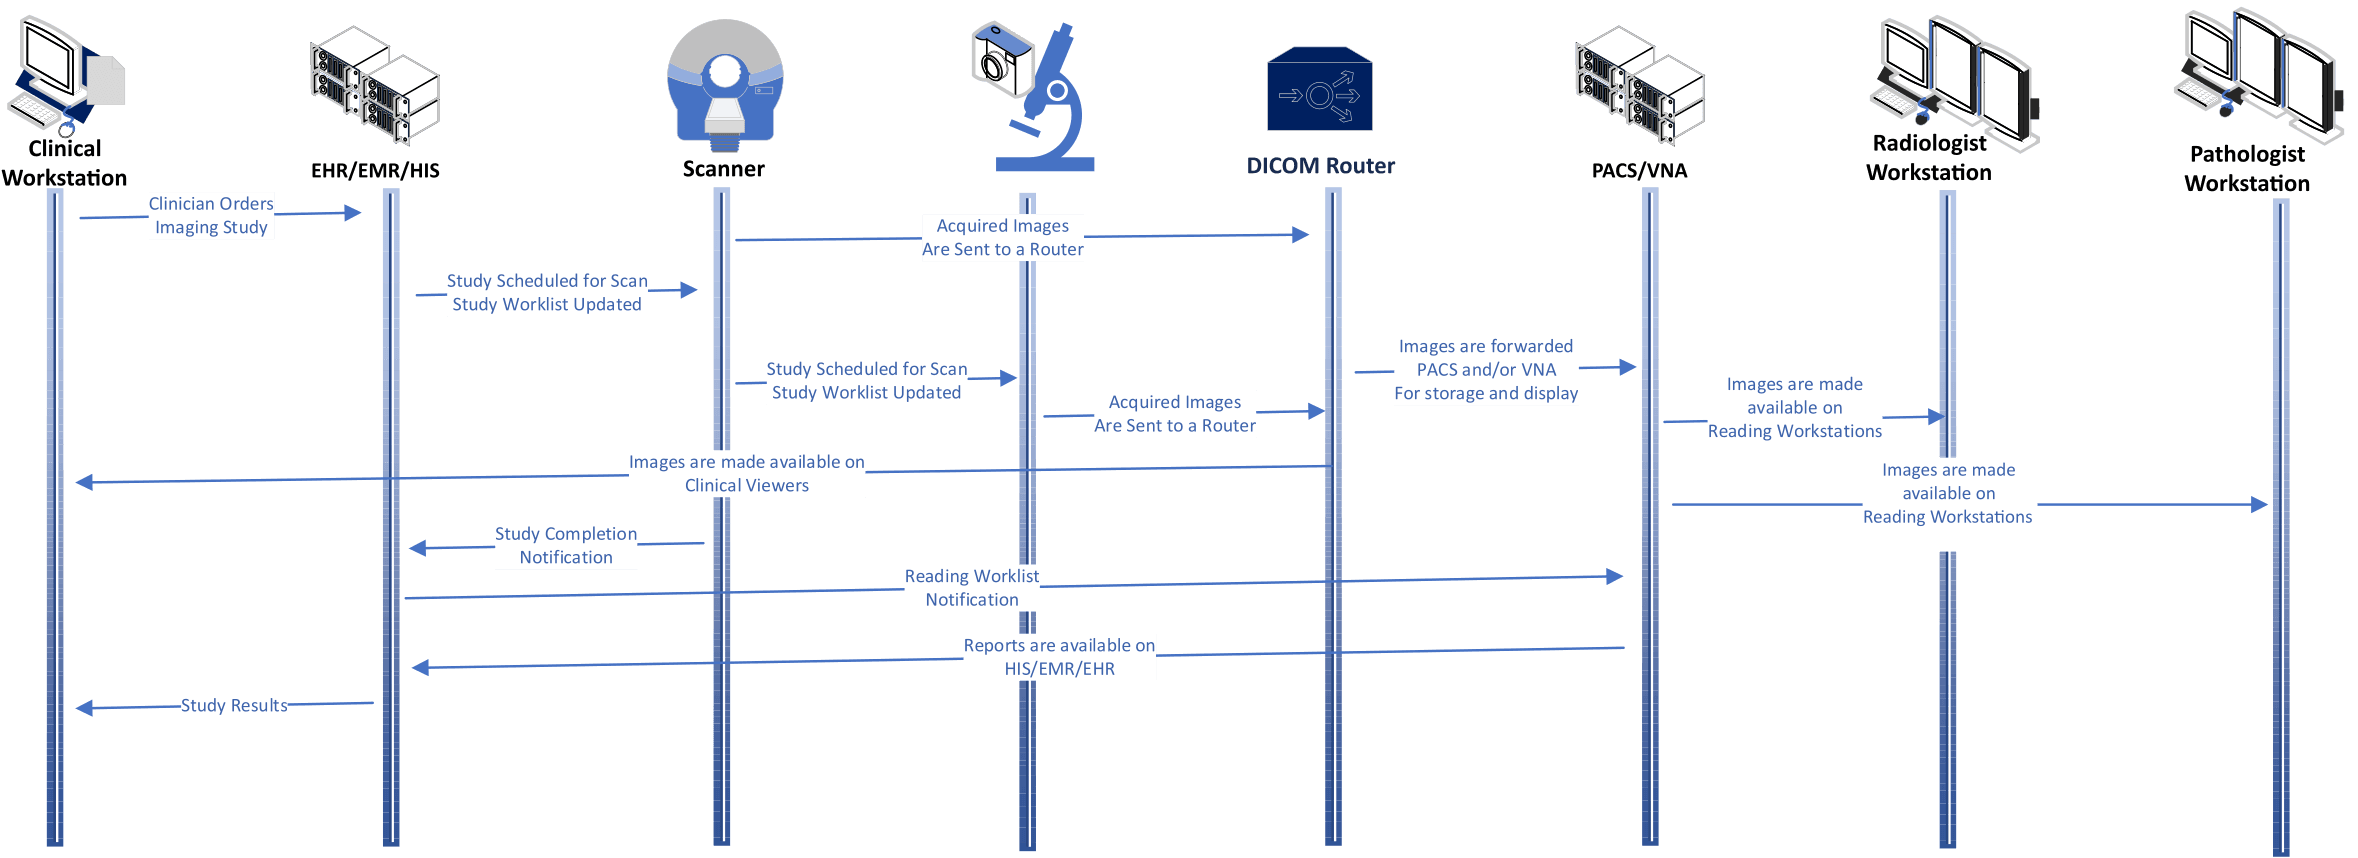 Clinical
Workstation
EHR/EMR/HIS
Scanner
DICOM Router
PACS/VNA
Radiologist
Workstation
Pathologist
Workstation
Clinician Orders
Imaging Study
Acquired Images
Are Sent to a Router
Study Scheduled for Scan
Study Worklist Updated
Images are forwarded
PACS and/or VNA
For storage and display
Study Scheduled for Scan
Study Worklist Updated
Images are made
available on
Reading Workstations
Acquired Images
Are Sent to a Router
Images are made available on
Clinical Viewers
Images are made
available on
Reading Workstations
Study Completion
Notification
Reading Worklist
Notification
Reports are available on
HIS/EMR/EHR
Study Results